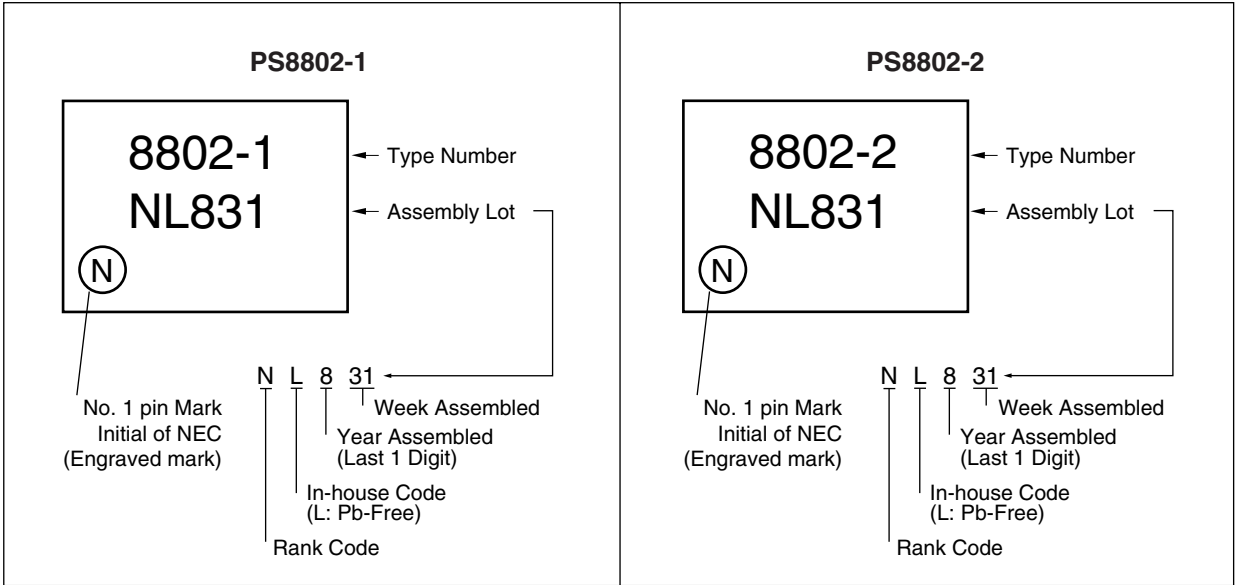 PS8802-1
8802-1
NL831
N
Type Number
Assembly Lot
N L 8 31
No. 1 pin Mark
Initial of NEC
(Engraved mark)
Week Assembled
Year Assembled
(Last 1 Digit)
In-house Code
(L: Pb-Free)
Rank Code
PS8802-2
8802-2
NL831
N
Type Number
Assembly Lot
N L 8 31
No. 1 pin Mark
Initial of NEC
(Engraved mark)
Week Assembled
Year Assembled
(Last 1 Digit)
In-house Code
(L: Pb-Free)
Rank Code